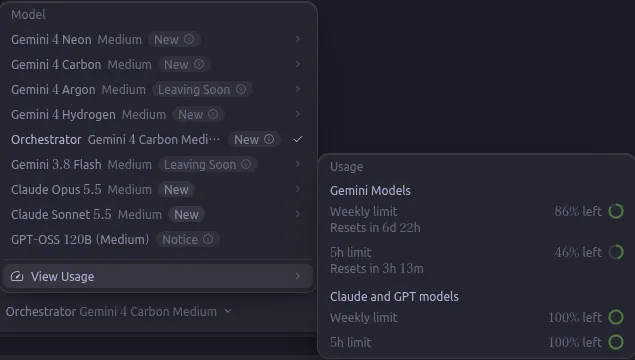 Model
Gemini 4 Neon Medium New
Gemini 4 Carbon Medium New
Gemini 4 Argon Medium Leaving Soon
Gemini 4 Hydrogen Medium New
Orchestrator Gemini 4 Carbon Medi··· New
Gemini 3.8 Flash Medium Leaving Soon
Claude Opus 5.5 Medium New
Claude Sonnet 5.5 Medium New
GPT-OSS 120B (Medium) Notice
View Usage
Orchestrator Gemini 4 Carbon Medium
Usage
Gemini Models
Weekly limit 86% left
Resets in 6d 22h
5h limit 46% left
Resets in 3h 13m
Claude and GPT models
Weekly limit 100% left
5h limit 100% left